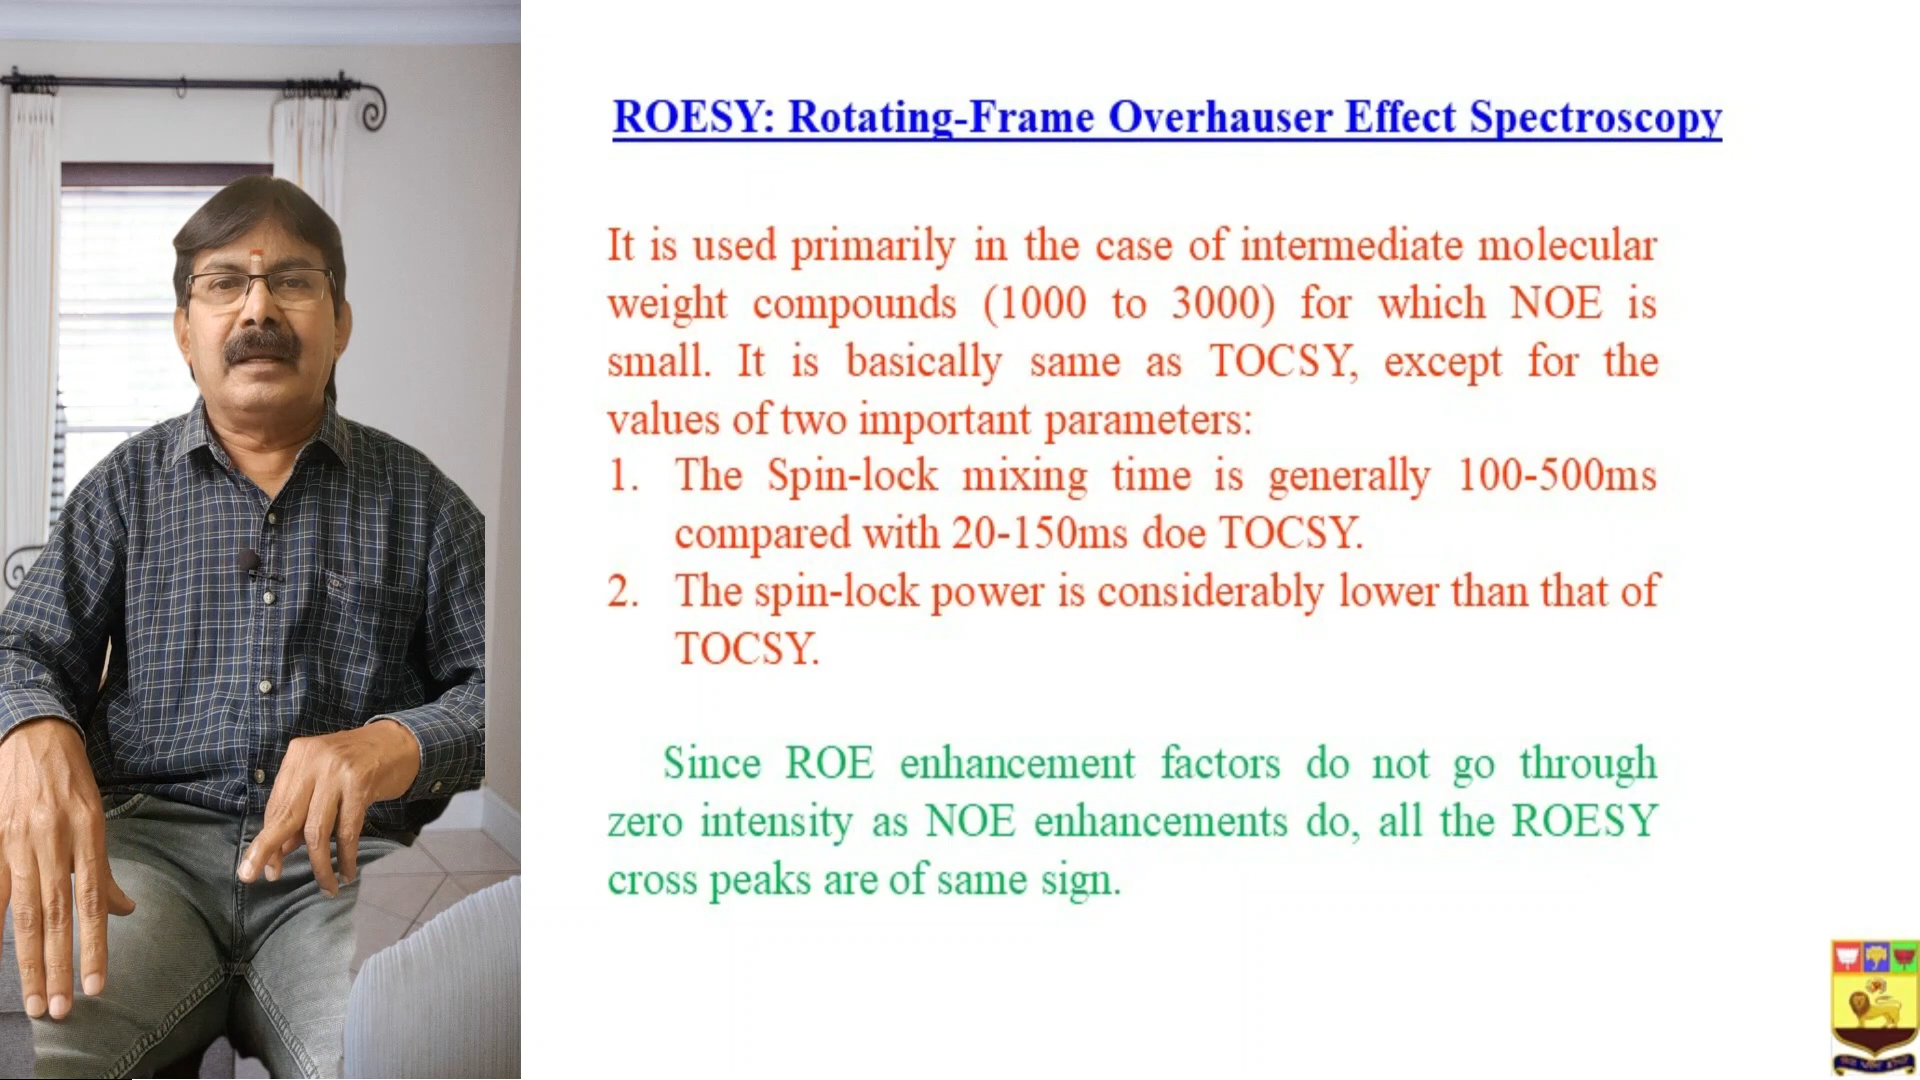 ROESY: Rotating-Frame Overhauser Effect Spectroscopy
It is used primarily in the case of intermediate molecular
weight compounds (1000 to 3000) for which NOE is
small. It is basically same as TOCSY, except for the
values of two important parameters:
1. The Spin-lock mixing time is generally 100-500ms
compared with 20-150ms doe TOCSY.
2. The spin-lock power is considerably lower than that of
TOCSY.
Since ROE enhancement factors do not go through
zero intensity as NOE enhancements do, all the ROESY
cross peaks are of same sign.